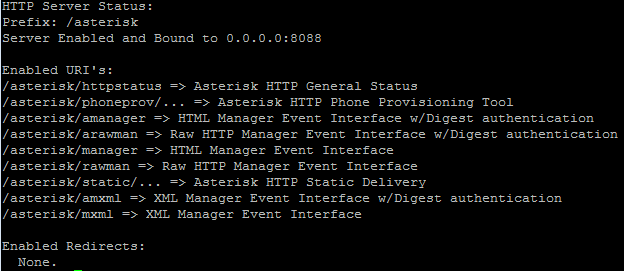 HTTP Server Status:
Prefix: /asterisk
Server Enabled and Bound to 0.0.0.0:8088
Enabled URI's:
/asterisk/httpstatus => Asterisk HTTP General Status
/asterisk/phoneprov/... => Asterisk HTTP Phone Provisioning Tool
/asterisk/amanager => HTML Manager Event Interface w/Digest authentication
/asterisk/arawman => Raw HTTP Manager Event Interface w/Digest authentication
/asterisk/manager => HTML Manager Event Interface
/asterisk/rawman => Raw HTTP Manager Event Interface
/asterisk/static/... => Asterisk HTTP Static Delivery
/asterisk/amxml => XML Manager Event Interface w/Digest authentication
/asterisk/mxml => XML Manager Event Interface
Enabled Redirects:
None.